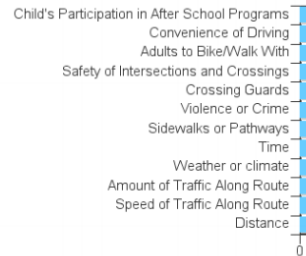 Child's Participation in After School Programs
Convenience of Driving
Adults to Bike/Walk With
Safety of Intersections and Crossings
Crossing Guards
Violence or Crime
Sidewalks or Pathways
Time
Weather or climate
Amount of Traffic Along Route
Speed of Traffic Along Route
Distance
0